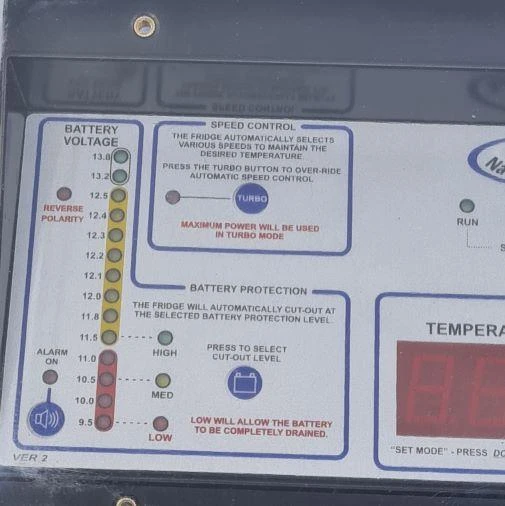 BATTERY
VOLTAGE
13.8
13.2
12.5
12.4
12.3
12.2
12.1
12.0
11.8
11.5
11.0
10.5
10.0
9.5
REVERSE
POLARITY
ALARM
ON
HIGH
MED
LOW
SPEED CONTROL
THE FRIDGE AUTOMATICALLY SELECTS
VARIOUS SPEEDS TO MAINTAIN THE
DESIRED TEMPERATURE
PRESS THE TURBO BUTTON TO OVER-RIDE
AUTOMATIC SPEED CONTROL
TURBO
MAXIMUM POWER WILL BE USED
IN TURBO MODE
BATTERY PROTECTION
THE FRIDGE WILL AUTOMATICALLY CUT-OUT AT
THE SELECTED BATTERY PROTECTION LEVEL.
PRESS TO SELECT
CUT-OUT LEVEL
LOW WILL ALLOW THE BATTERY
TO BE COMPLETELY DRAINED.
VER 2
Na
RUN
S
TEMPERA
"SET MODE" - PRESS DO